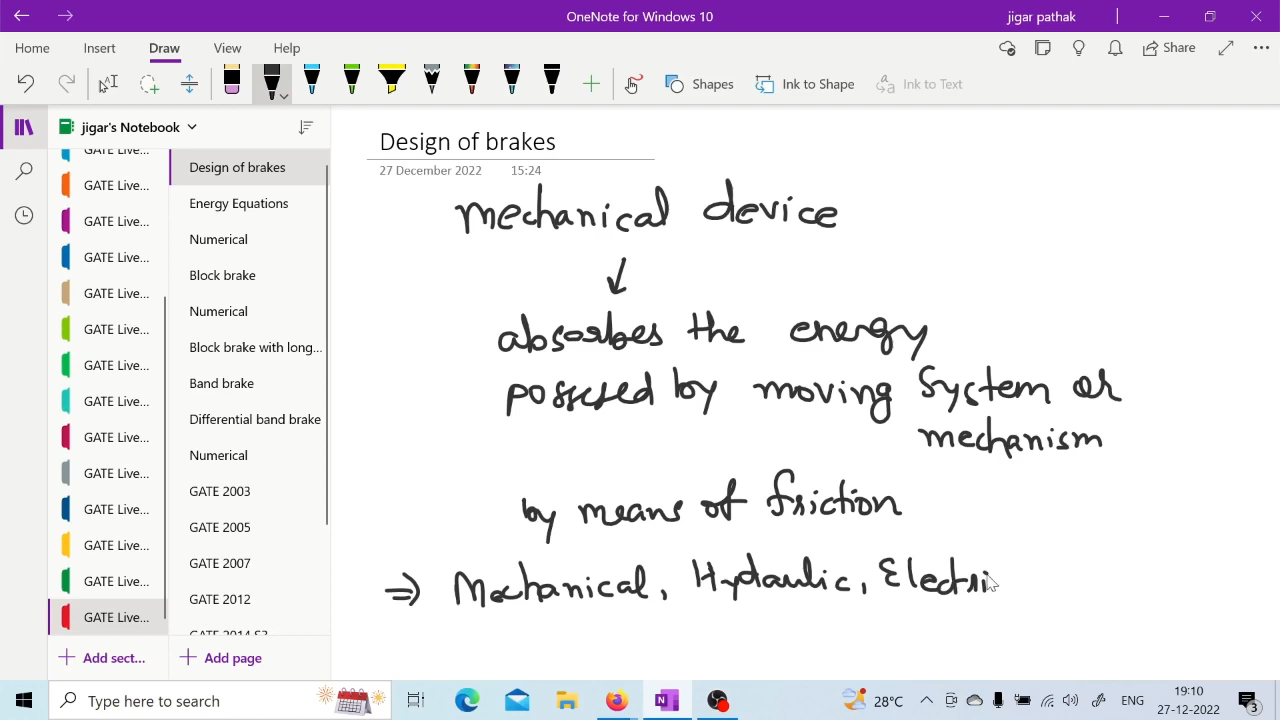 OneNote for Windows 10
jigar pathak
Home Insert Draw View Help
Share
Shapes Ink to Shape Ink to Text
jigar's Notebook
GATE Live...
GATE Live...
GATE Live...
GATE Live...
GATE Live...
GATE Live...
GATE Live...
GATE Live...
GATE Live...
GATE Live...
GATE Live...
GATE Live...
GATE Live...
GATE Live...
Add sect...
Design of brakes
Energy Equations
Numerical
Block brake
Numerical
Block brake with long...
Band brake
Differential band brake
Numerical
GATE 2003
GATE 2005
GATE 2007
GATE 2012
GATE 2014 S3
Add page
Design of brakes
27 December 2022 15:24
mechanical device
↓
absorbes the energy
possesed by moving System or
mechanism
by means of friction
⇒ Mechanical, Hydaulic, Electri
Type here to search
28°C
ENG
19:10
27-12-2022
3